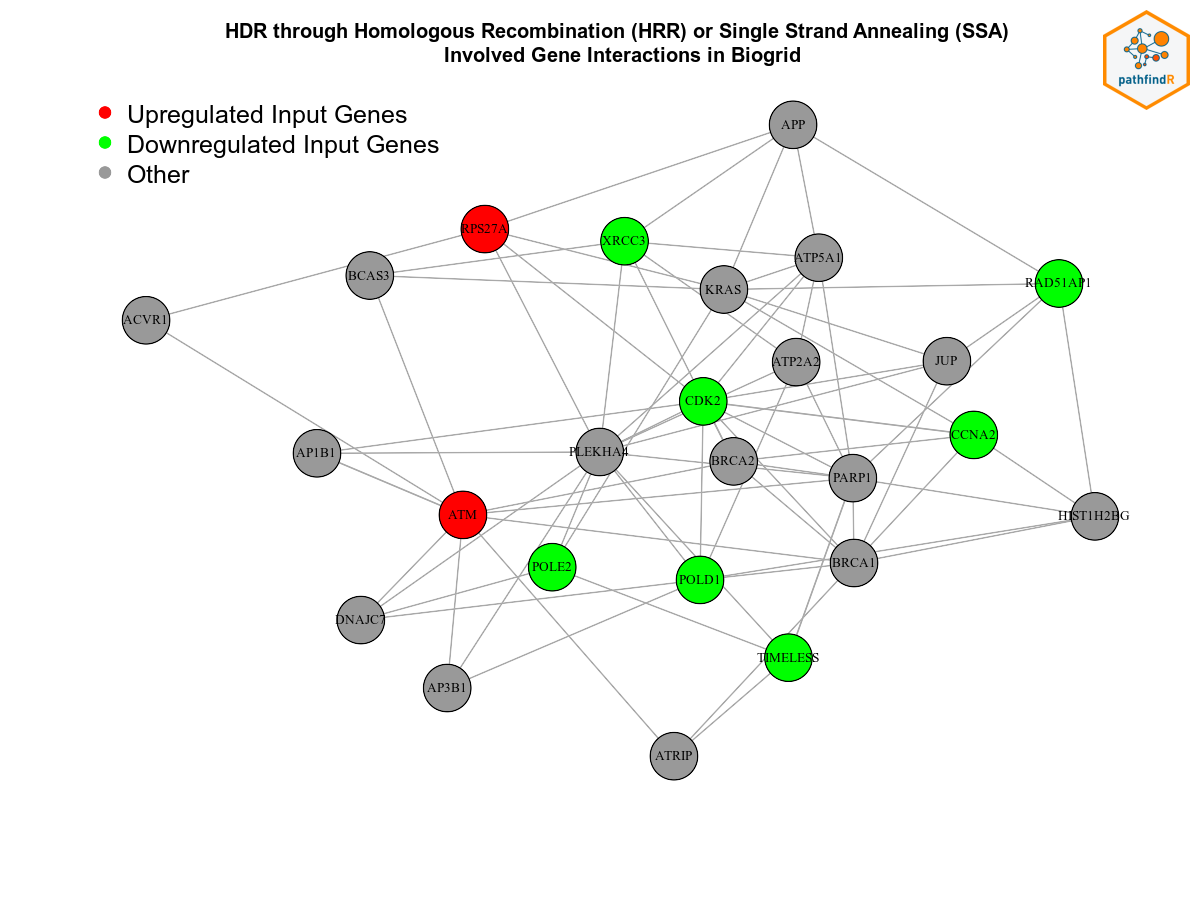 HDR through Homologous Recombination (HRR) or Single Strand Annealing (SSA)
Involved Gene Interactions in Biogrid
pathfindR
Upregulated Input Genes
Downregulated Input Genes
Other
APP
RPS27A
XRCC3
ATP5A1
BCAS3
KRAS
RAD51AP1
ACVR1
ATP2A2
JUP
CDK2
CCNA2
AP1B1
PLEKHA4
BRCA2
PARP1
ATM
HIST1H2BG
POLE2
POLD1
BRCA1
DNAJC7
TIMELESS
AP3B1
ATRIP